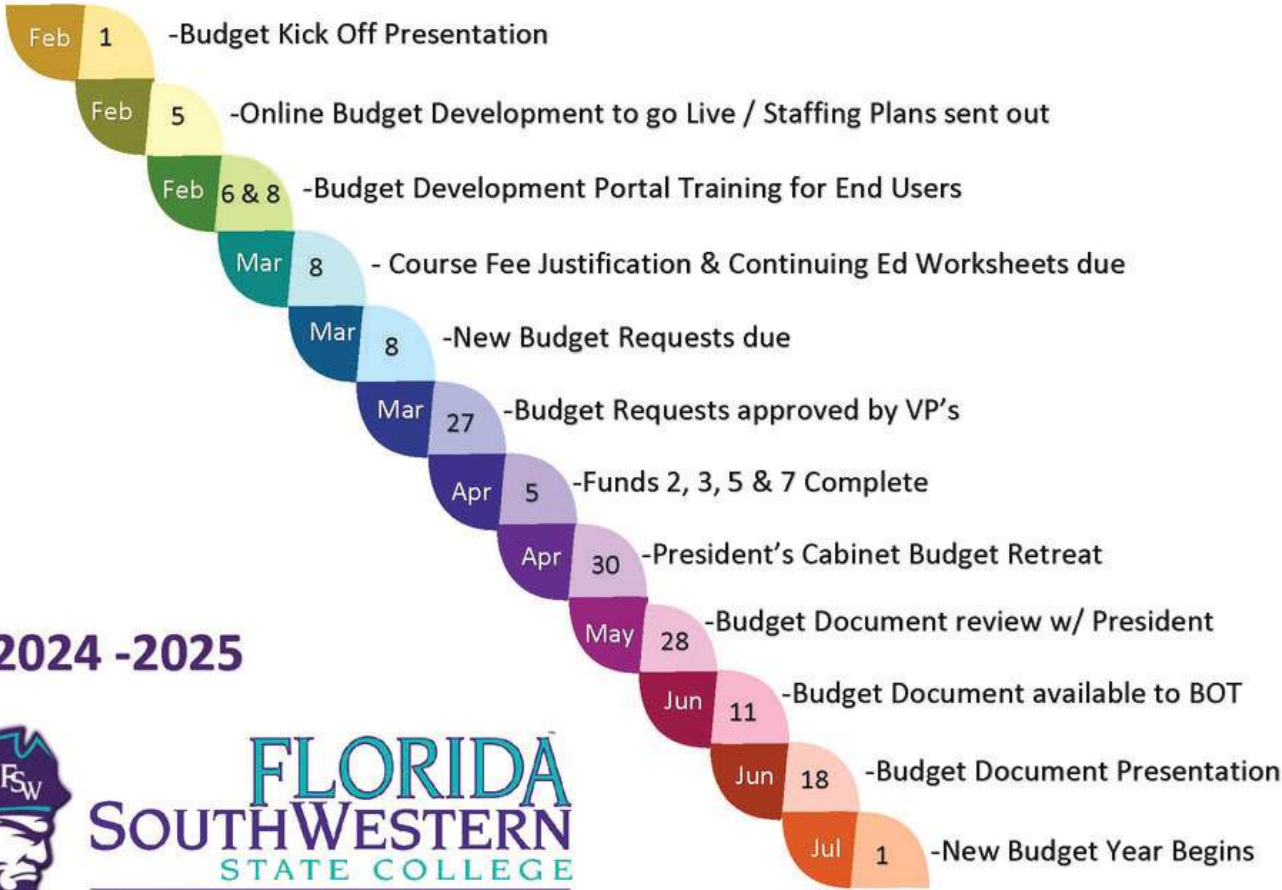 Feb 1 -Budget Kick Off Presentation
Feb 5 -Online Budget Development to go Live / Staffing Plans sent out
Feb 6 & 8 -Budget Development Portal Training for End Users
Mar 8 - Course Fee Justification & Continuing Ed Worksheets due
Mar 8 -New Budget Requests due
Mar 27 -Budget Requests approved by VP's
Apr 5 -Funds 2, 3, 5 & 7 Complete
Apr 30 -President's Cabinet Budget Retreat
May 28 -Budget Document review w/ President
2024 -2025
Jun 11 -Budget Document available to BOT
Jun 18 -Budget Document Presentation
Jul 1 -New Budget Year Begins
FSW
FLORIDA
SOUTHWESTERN
STATE COLLEGE